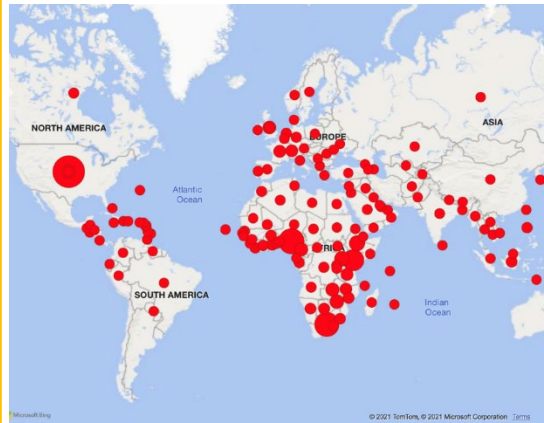 NORTH AMERICA
EUROPE
ASIA
Atlantic
Ocean
SOUTH AMERICA
Indian
Ocean
Microsoft Bing
© 2021 TomTom, © 2021 Microsoft Corporation Terms